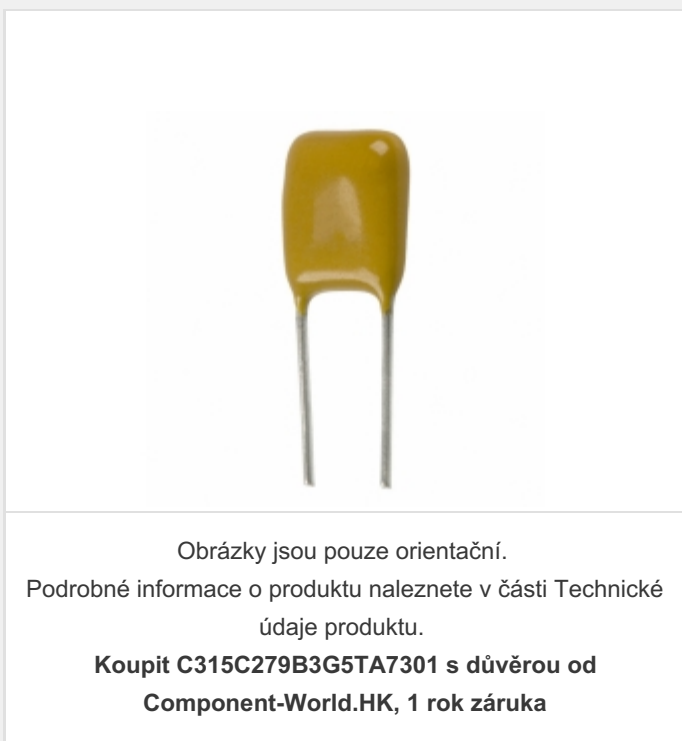 Obrázky jsou pouze orientační.
Podrobné informace o produktu naleznete v části Technické
údaje produktu.
Koupit C315C279B3G5TA7301 s důvěrou od
Component-World.HK, 1 rok záruka